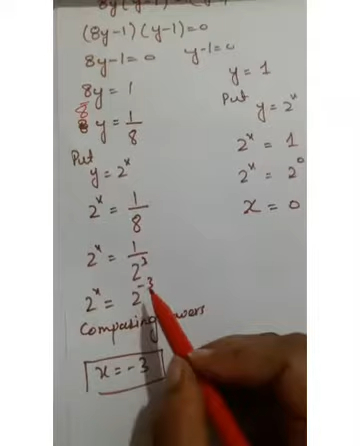 (8y-1) (y-1)=0
8y-1=0 y-1=0
8y = 1
y = 1/8
Put
y = 2^x
2^x = 1/8
2^x = 1/2^3
2^x = 2^-3
Comparing
x = -3
y = 1
Put
y = 2^x
2^x = 1
2^x = 2^0
x = 0